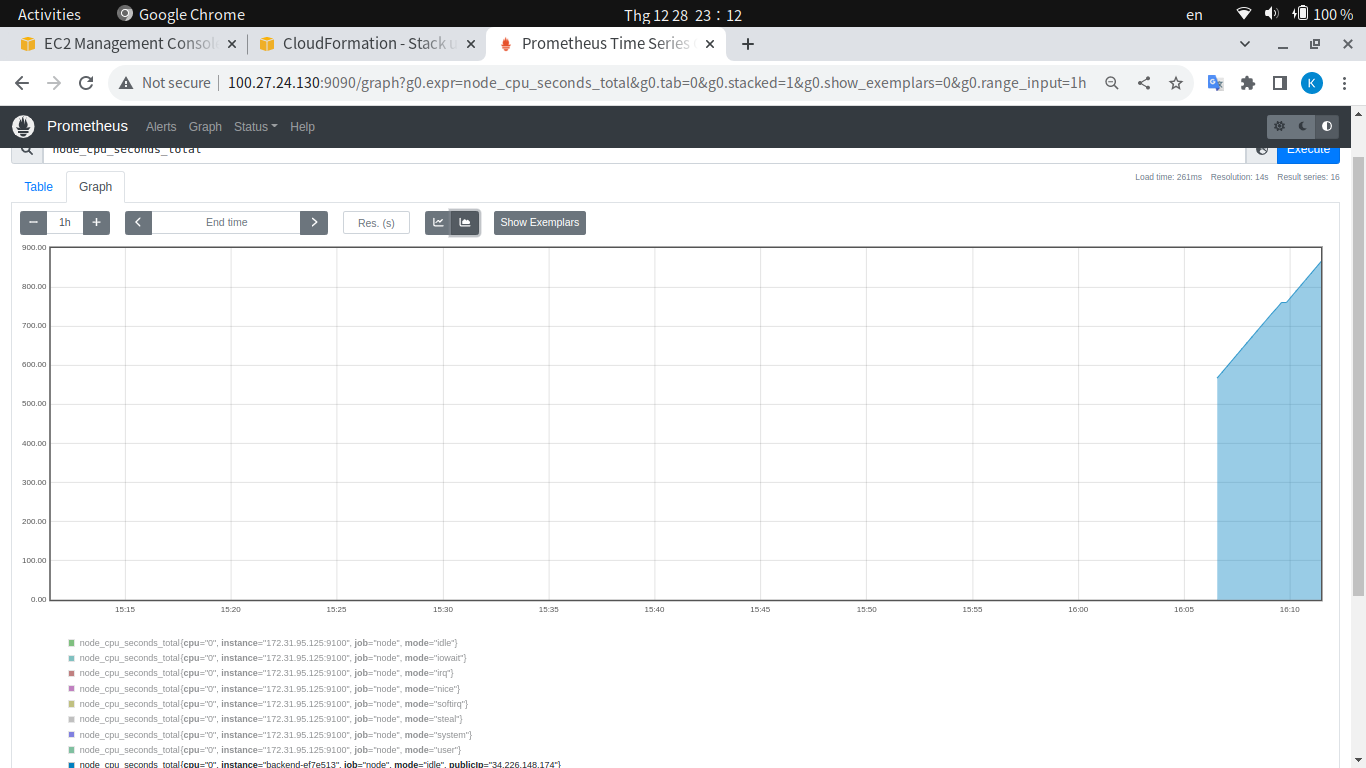 Activities Google Chrome Thg 12 28 23 : 12 en 100 %
EC2 Management Consol CloudFormation - Stack u Prometheus Time Series
Not secure 100.27.24.130:9090/graph?g0.expr=node_cpu_seconds_total&g0.tab=0&g0.stacked=1&g0.show_exemplars=0&g0.range_input=1h K
Prometheus Alerts Graph Status Help
node_cpu_seconds_total Execute
Table Graph Load time: 261ms Resolution: 14s Result series: 16
− 1h + End time Res. (s) Show Exemplars
900.00
800.00
700.00
600.00
500.00
400.00
300.00
200.00
100.00
0.00
15:15 15:20 15:25 15:30 15:35 15:40 15:45 15:50 15:55 16:00 16:05 16:10
node_cpu_seconds_total{cpu="0", instance="172.31.95.125:9100", job="node", mode="idle"}
node_cpu_seconds_total{cpu="0", instance="172.31.95.125:9100", job="node", mode="iowait"}
node_cpu_seconds_total{cpu="0", instance="172.31.95.125:9100", job="node", mode="irq"}
node_cpu_seconds_total{cpu="0", instance="172.31.95.125:9100", job="node", mode="nice"}
node_cpu_seconds_total{cpu="0", instance="172.31.95.125:9100", job="node", mode="softirq"}
node_cpu_seconds_total{cpu="0", instance="172.31.95.125:9100", job="node", mode="steal"}
node_cpu_seconds_total{cpu="0", instance="172.31.95.125:9100", job="node", mode="system"}
node_cpu_seconds_total{cpu="0", instance="172.31.95.125:9100", job="node", mode="user"}
node_cpu_seconds_total{cpu="0", instance="backend-ef7e513", job="node", mode="idle", publicIp="34.226.148.174"}